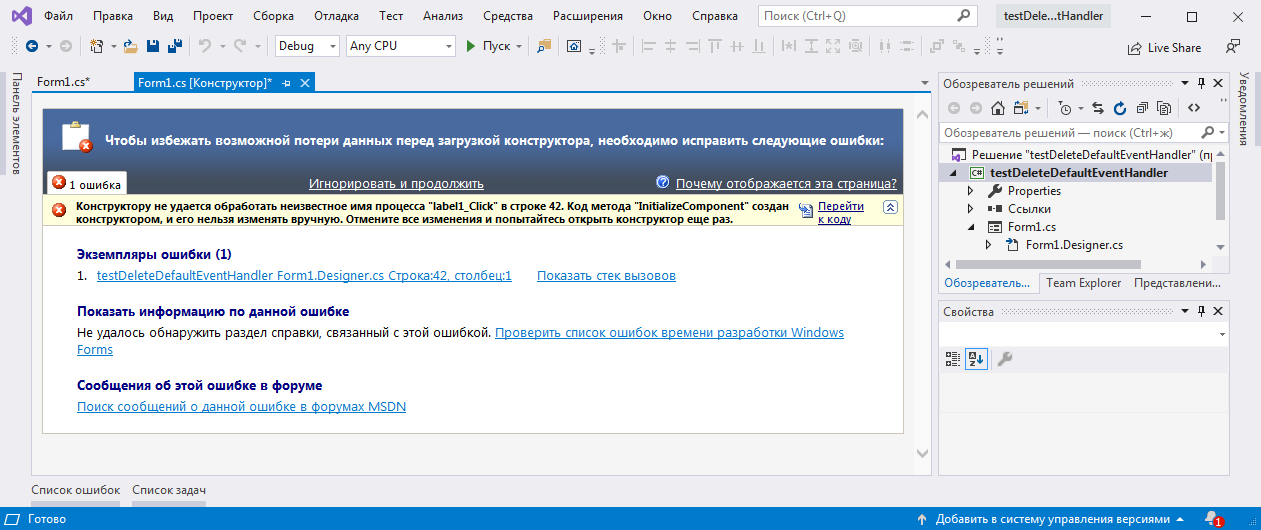 Файл Правка Вид Проект Сборка Отладка Тест Анализ Средства Расширения Окно Справка Поиск (Ctrl+Q) testDele...tHandler
Debug Any CPU Пуск Live Share
Панель элементов
Form1.cs* Form1.cs [Конструктор]*
Чтобы избежать возможной потери данных перед загрузкой конструктора, необходимо исправить следующие ошибки:
1 ошибка Игнорировать и продолжить Почему отображается эта страница?
Конструктору не удается обработать неизвестное имя процесса "label1_Click" в строке 42. Код метода "InitializeComponent" создан Перейти
конструктором, и его нельзя изменять вручную. Отмените все изменения и попытайтесь открыть конструктор еще раз. к коду
Экземпляры ошибки (1)
1. testDeleteDefaultEventHandler Form1.Designer.cs Строка:42, столбец:1 Показать стек вызовов
Показать информацию по данной ошибке
Не удалось обнаружить раздел справки, связанный с этой ошибкой. Проверить список ошибок времени разработки Windows
Forms
Сообщения об этой ошибке в форуме
Поиск сообщений о данной ошибке в форумах MSDN
Обозреватель решений
Обозреватель решений — поиск (Ctrl+ж)
Решение "testDeleteDefaultEventHandler" (пр
testDeleteDefaultEventHandler
Properties
Ссылки
Form1.cs
Form1.Designer.cs
Обозреватель... Team Explorer Представлени...
Свойства
Уведомления
Список ошибок Список задач
Готово Добавить в систему управления версиями 1